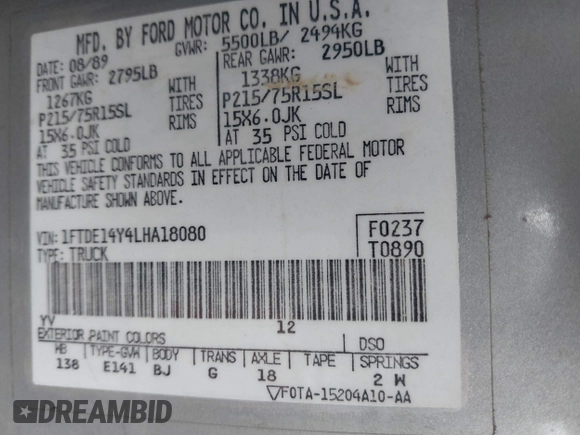 MFD. BY FORD MOTOR CO. IN U.S.A.
DATE: 08/89 GVWR: 5500LB/ 2494KG
FRONT GAWR: 2795LB REAR GAWR: 2950LB
1267KG WITH 1338KG WITH
P215/75R15SL TIRES P215/75R15SL TIRES
15X6.0JK RIMS 15X6.0JK RIMS
AT 35 PSI COLD AT 35 PSI COLD
THIS VEHICLE CONFORMS TO ALL APPLICABLE FEDERAL MOTOR
VEHICLE SAFETY STANDARDS IN EFFECT ON THE DATE OF
MANUFACTURE SHOWN ABOVE.
VIN: 1FTDE14Y4LHA18080 F0237
TYPE: TRUCK T0890
YV 12
EXTERIOR PAINT COLORS DSO
WB TYPE-GVW BODY TRANS AXLE TAPE SPRINGS
138 E141 BJ G 18 2 W
F0TA-15204A10-AA
DREAMBID